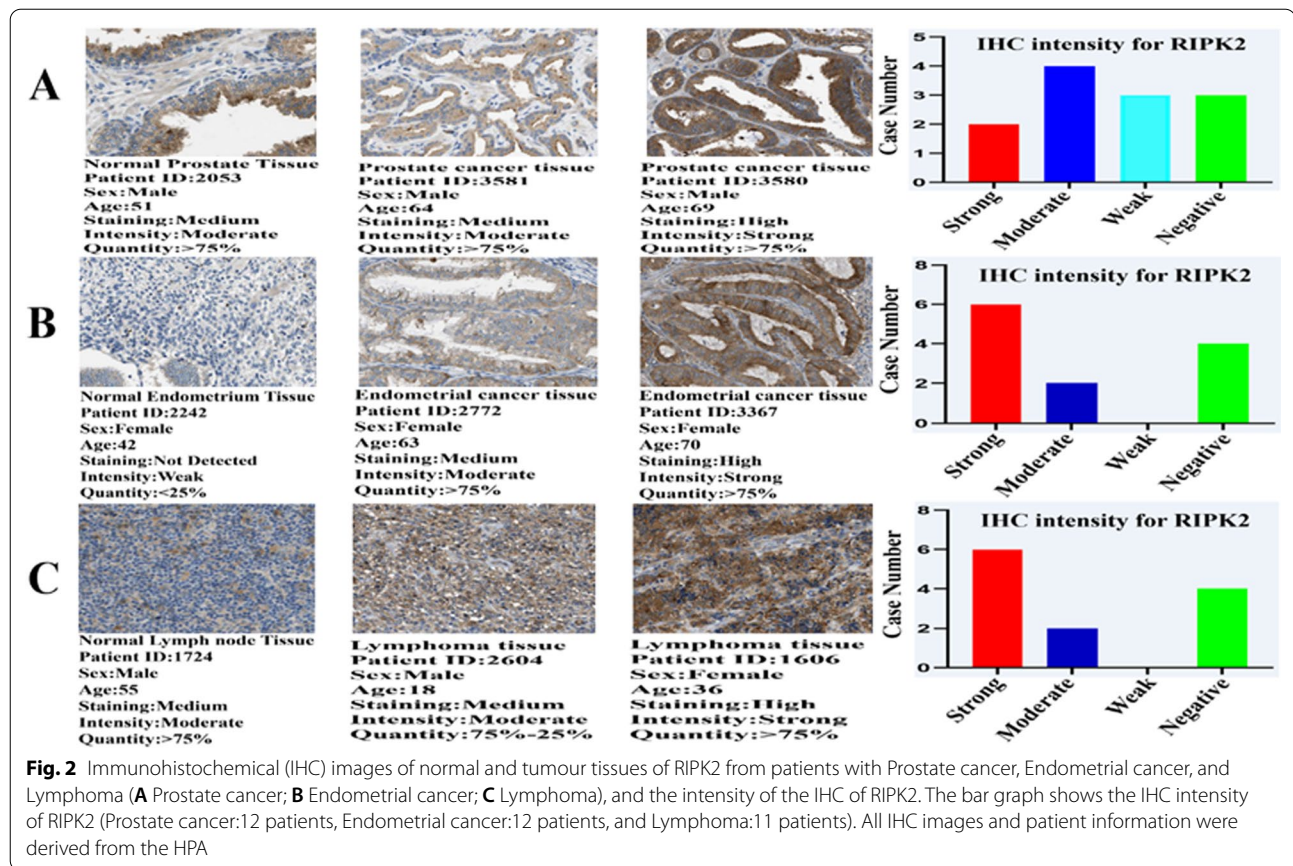 A
Normal Prostate Tissue
Patient ID:2053
Sex:Male
Age:51
Staining:Medium
Intensity:Moderate
Quantity:>75%
Prostate cancer tissue
Patient ID:3581
Sex:Male
Age:64
Staining:Medium
Intensity:Moderate
Quantity:>75%
Prostate cancer tissue
Patient ID:3580
Sex:Male
Age:69
Staining:High
Intensity:Strong
Quantity:>75%
IHC intensity for RIPK2
Case Number
5
4
3
2
1
0
Strong
Moderate
Weak
Negative
B
Normal Endometrium Tissue
Patient ID:2242
Sex:Female
Age:42
Staining:Not Detected
Intensity:Weak
Quantity:<25%
Endometrial cancer tissue
Patient ID:2772
Sex:Female
Age:63
Staining:Medium
Intensity:Moderate
Quantity:>75%
Endometrial cancer tissue
Patient ID:3367
Sex:Female
Age:70
Staining:High
Intensity:Strong
Quantity:>75%
IHC intensity for RIPK2
Case Number
8
6
4
2
0
Strong
Moderate
Weak
Negative
C
Normal Lymph node Tissue
Patient ID:1724
Sex:Male
Age:55
Staining:Medium
Intensity:Moderate
Quantity:>75%
Lymphoma tissue
Patient ID:2604
Sex:Male
Age:18
Staining:Medium
Intensity:Moderate
Quantity:75%-25%
Lymphoma tissue
Patient ID:1606
Sex:Female
Age:36
Staining:High
Intensity:Strong
Quantity:>75%
IHC intensity for RIPK2
Case Number
8
6
4
2
0
Strong
Moderate
Weak
Negative
Fig. 2 Immunohistochemical (IHC) images of normal and tumour tissues of RIPK2 from patients with Prostate cancer, Endometrial cancer, and
Lymphoma (A Prostate cancer; B Endometrial cancer; C Lymphoma), and the intensity of the IHC of RIPK2. The bar graph shows the IHC intensity
of RIPK2 (Prostate cancer:12 patients, Endometrial cancer:12 patients, and Lymphoma:11 patients). All IHC images and patient information were
derived from the HPA